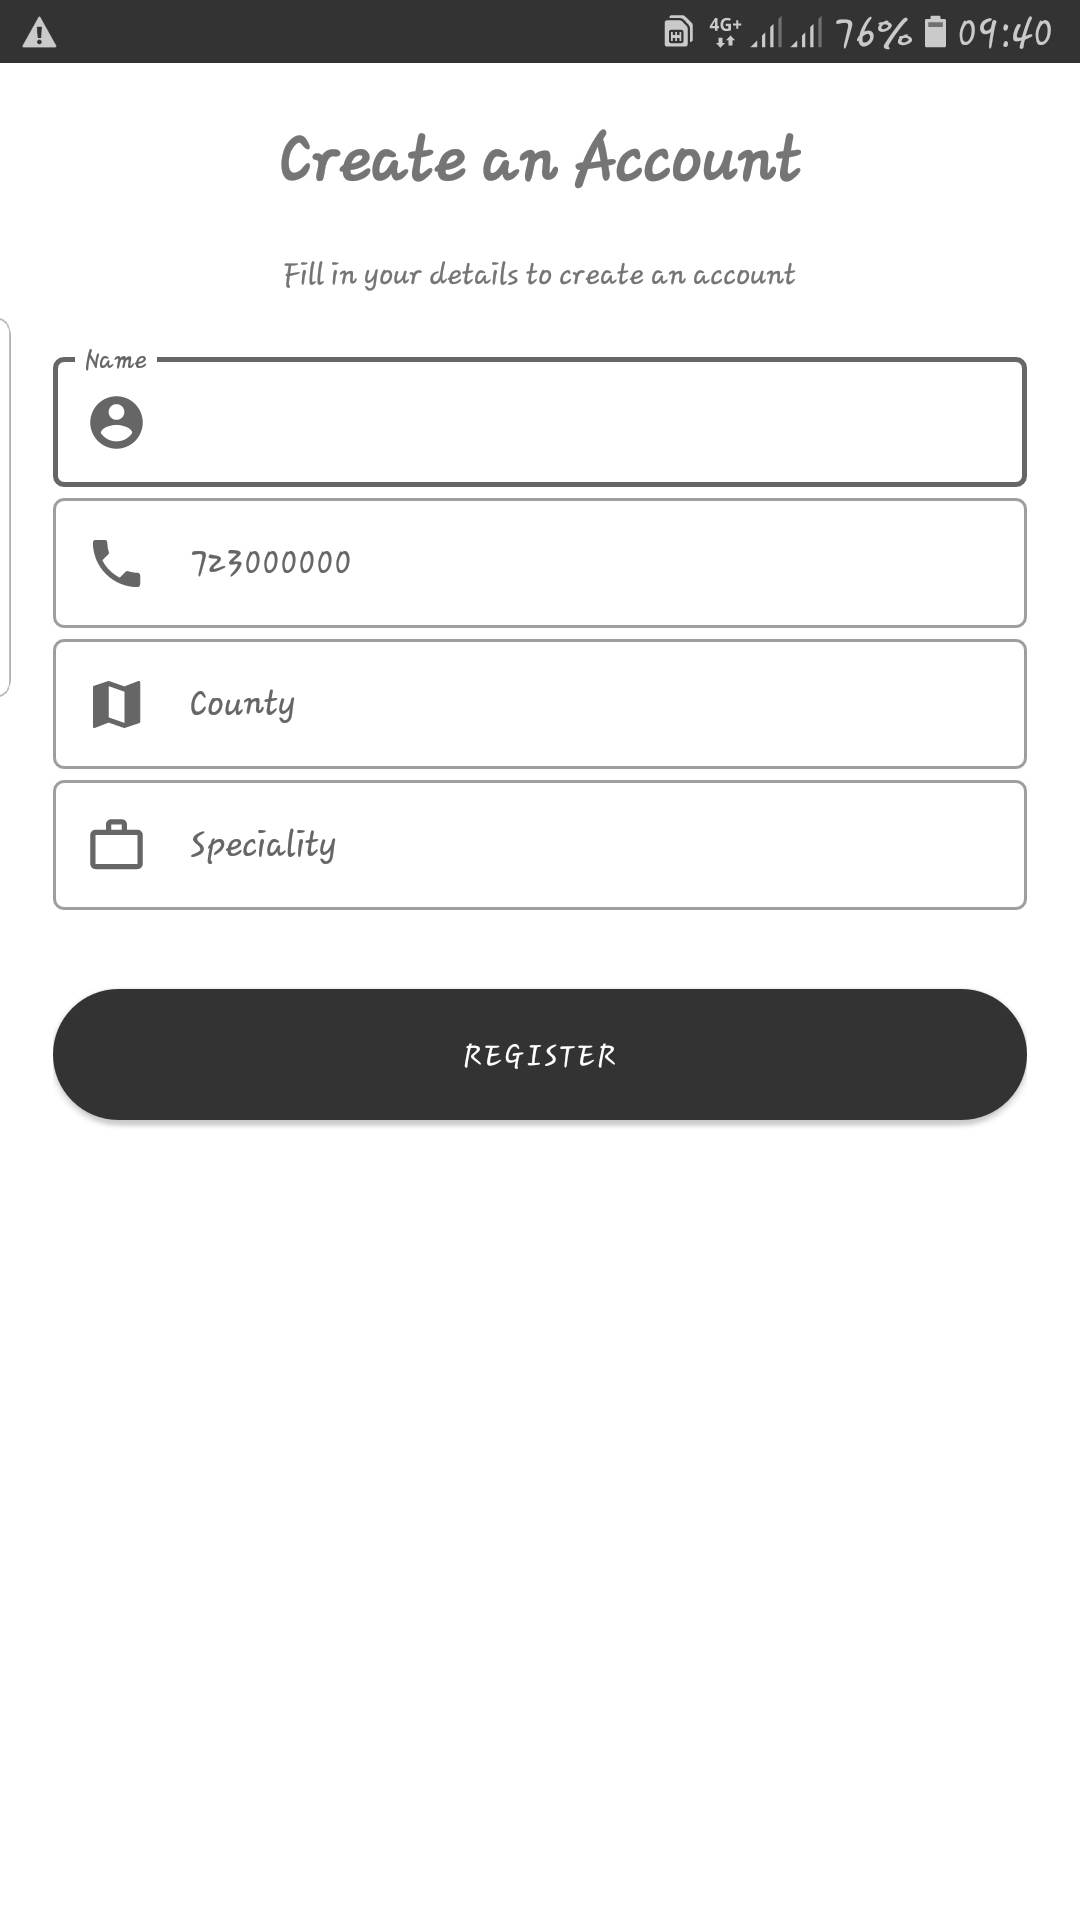 4G+ 76% 09:40
Create an Account
Fill in your details to create an account
Name
723000000
County
Speciality
REGISTER